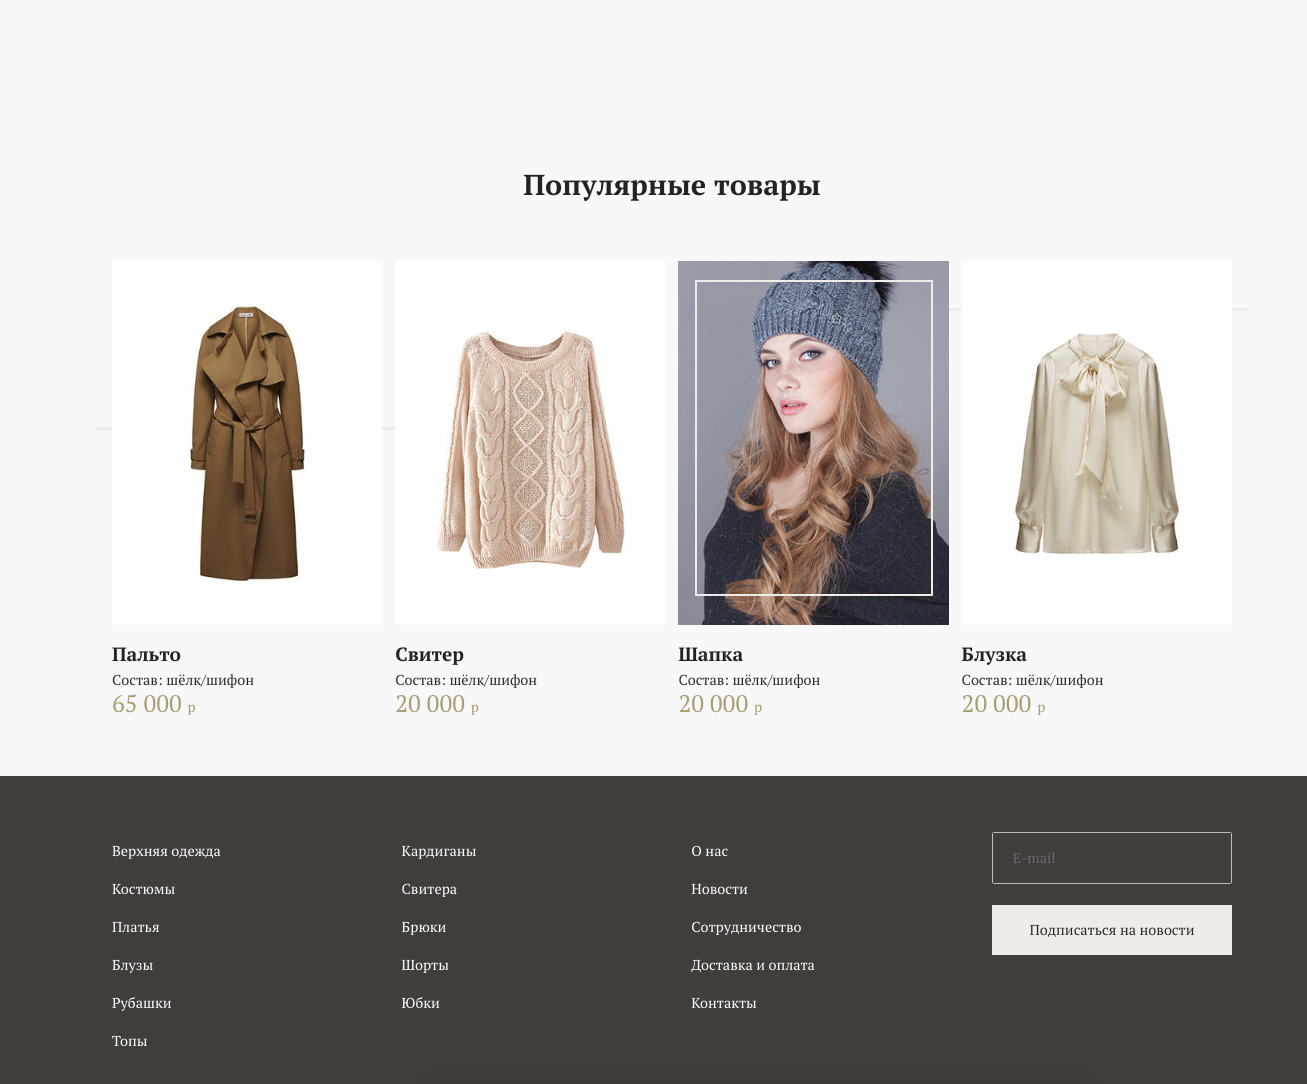 Популярные товары
Пальто
Состав: шёлк/шифон
65 000 р
Свитер
Состав: шёлк/шифон
20 000 р
Шапка
Состав: шёлк/шифон
20 000 р
Блузка
Состав: шёлк/шифон
20 000 р
Верхняя одежда
Костюмы
Платья
Блузы
Рубашки
Топы
Кардиганы
Свитера
Брюки
Шорты
Юбки
О нас
Новости
Сотрудничество
Доставка и оплата
Контакты
E-mail
Подписаться на новости